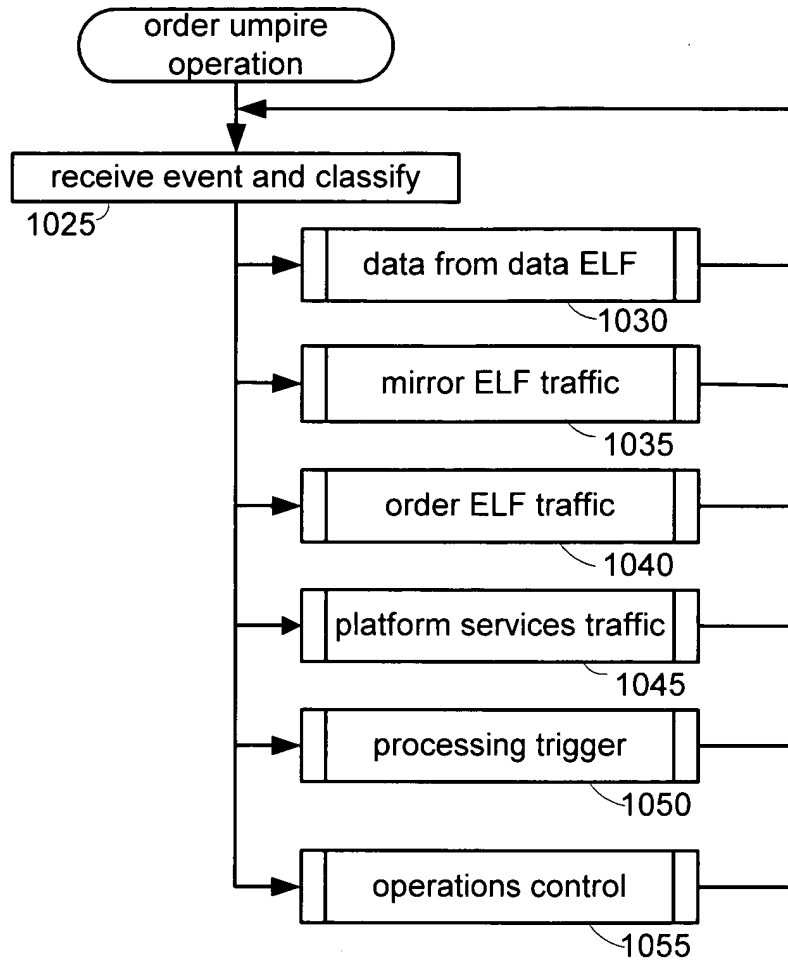 order umpire
operation
receive event and classify
1025
data from data ELF
1030
mirror ELF traffic
1035
order ELF traffic
1040
platform services traffic
1045
processing trigger
1050
operations control
1055